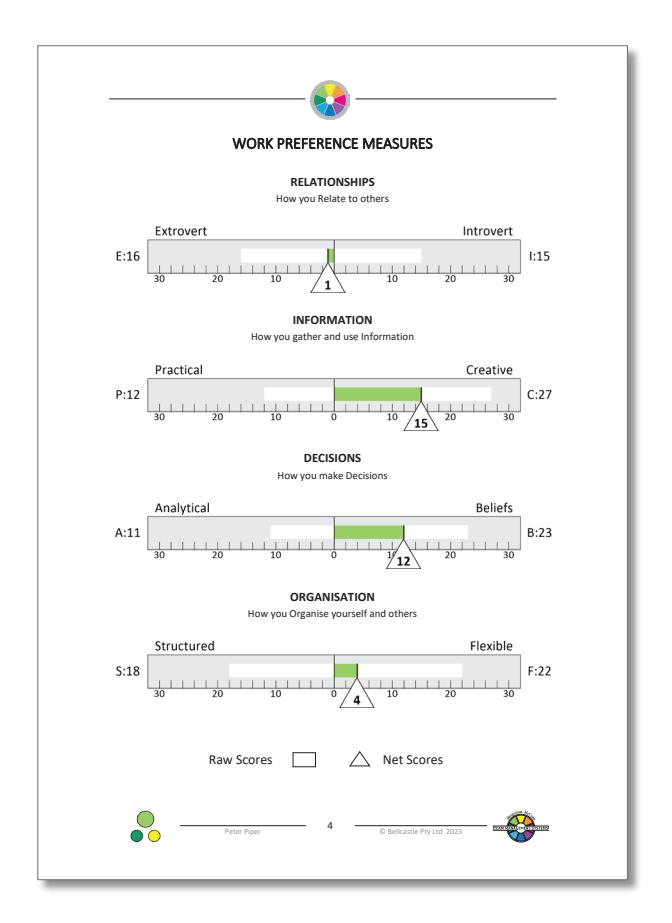 WORK PREFERENCE MEASURES
RELATIONSHIPS
How you Relate to others
Extrovert Introvert
E:16 I:15
30 20 10 10 20 30
1
INFORMATION
How you gather and use Information
Practical Creative
P:12 C:27
30 20 10 0 10 20 30
15
DECISIONS
How you make Decisions
Analytical Beliefs
A:11 B:23
30 20 10 0 10 20 30
12
ORGANISATION
How you Organise yourself and others
Structured Flexible
S:18 F:22
30 20 10 0 10 20 30
4
Raw Scores Net Scores
Peter Piper 4 © Bellcastle Pty Ltd 2023
TEAM MANAGEMENT SYSTEMS